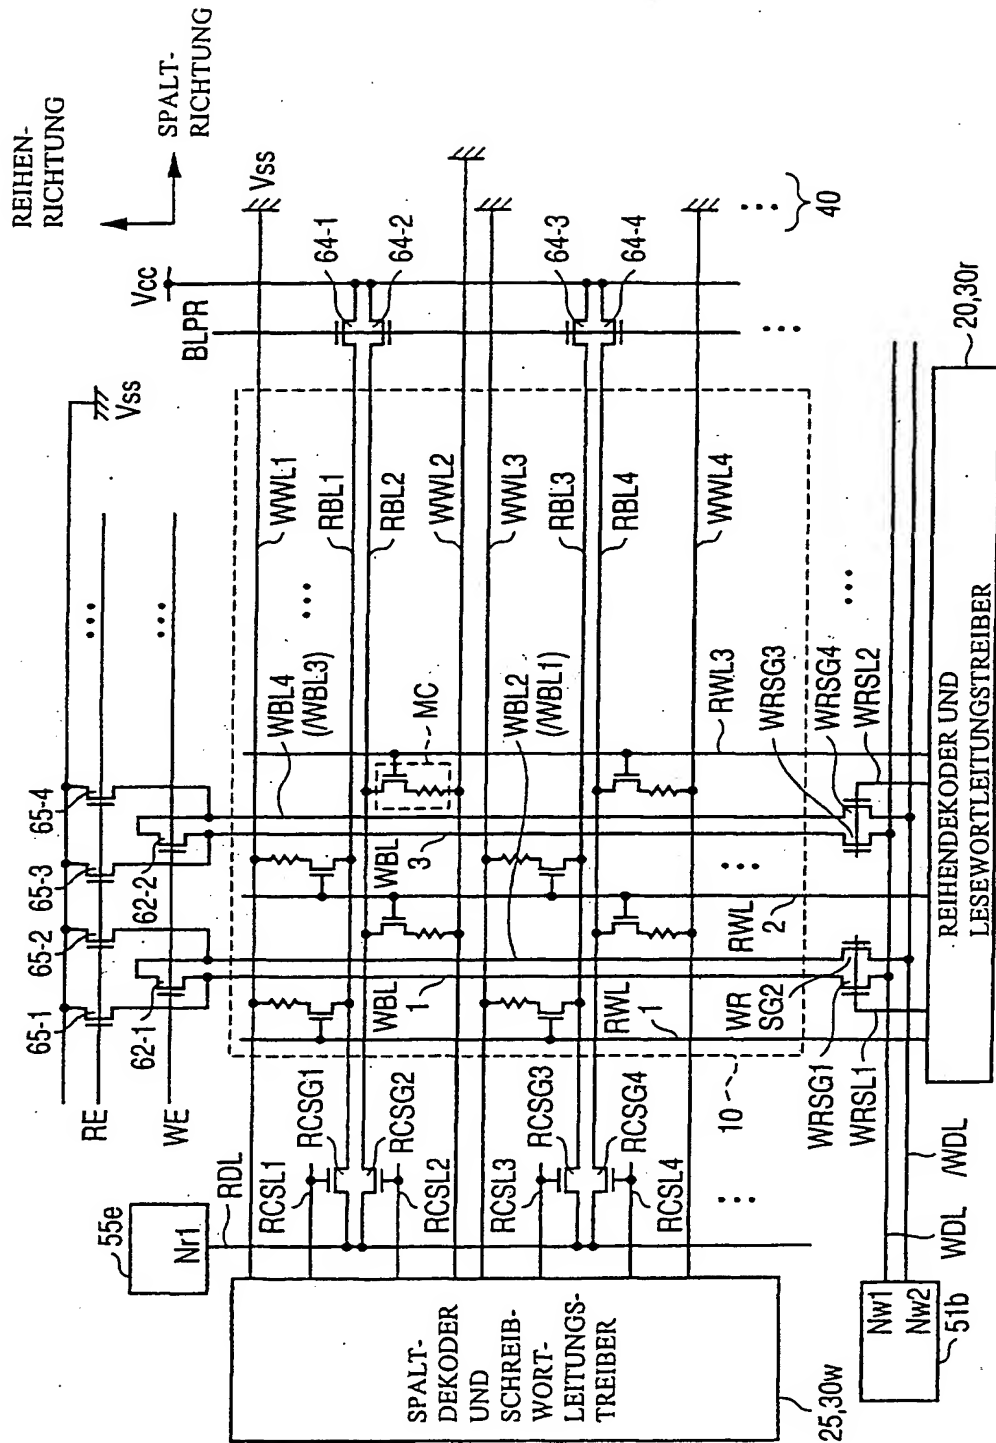 REIHEN-
RICHTUNG
SPALT-
RICHTUNG
Vcc
BLPR
Vss
64-1
64-2
64-3
64-4
40
Vss
RE
WE
65-1
65-2
65-3
65-4
62-1
62-2
WWL1
RBL1
RBL2
WWL2
WWL3
RBL3
RBL4
WWL4
WBL4
(/WBL3)
MC
WBL2
(/WBL1)
RWL3
WRSG3
WRSG4
WRSL2
WBL
3
WBL
1
RWL
2
RWL
1
WR
SG2
WRSG1
WRSL1
10
20,30r
REIHENDEKODER UND
LESEWORTLEITUNGSTREIBER
55e
Nr1
RDL
RCSL1
RCSG1
RCSG2
RCSL2
RCSL3
RCSG3
RCSG4
RCSL4
SPALT-
DEKODER
UND
SCHREIB-
WORT-
LEITUNGS-
TREIBER
25,30w
WDL
/WDL
Nw1
Nw2
51b